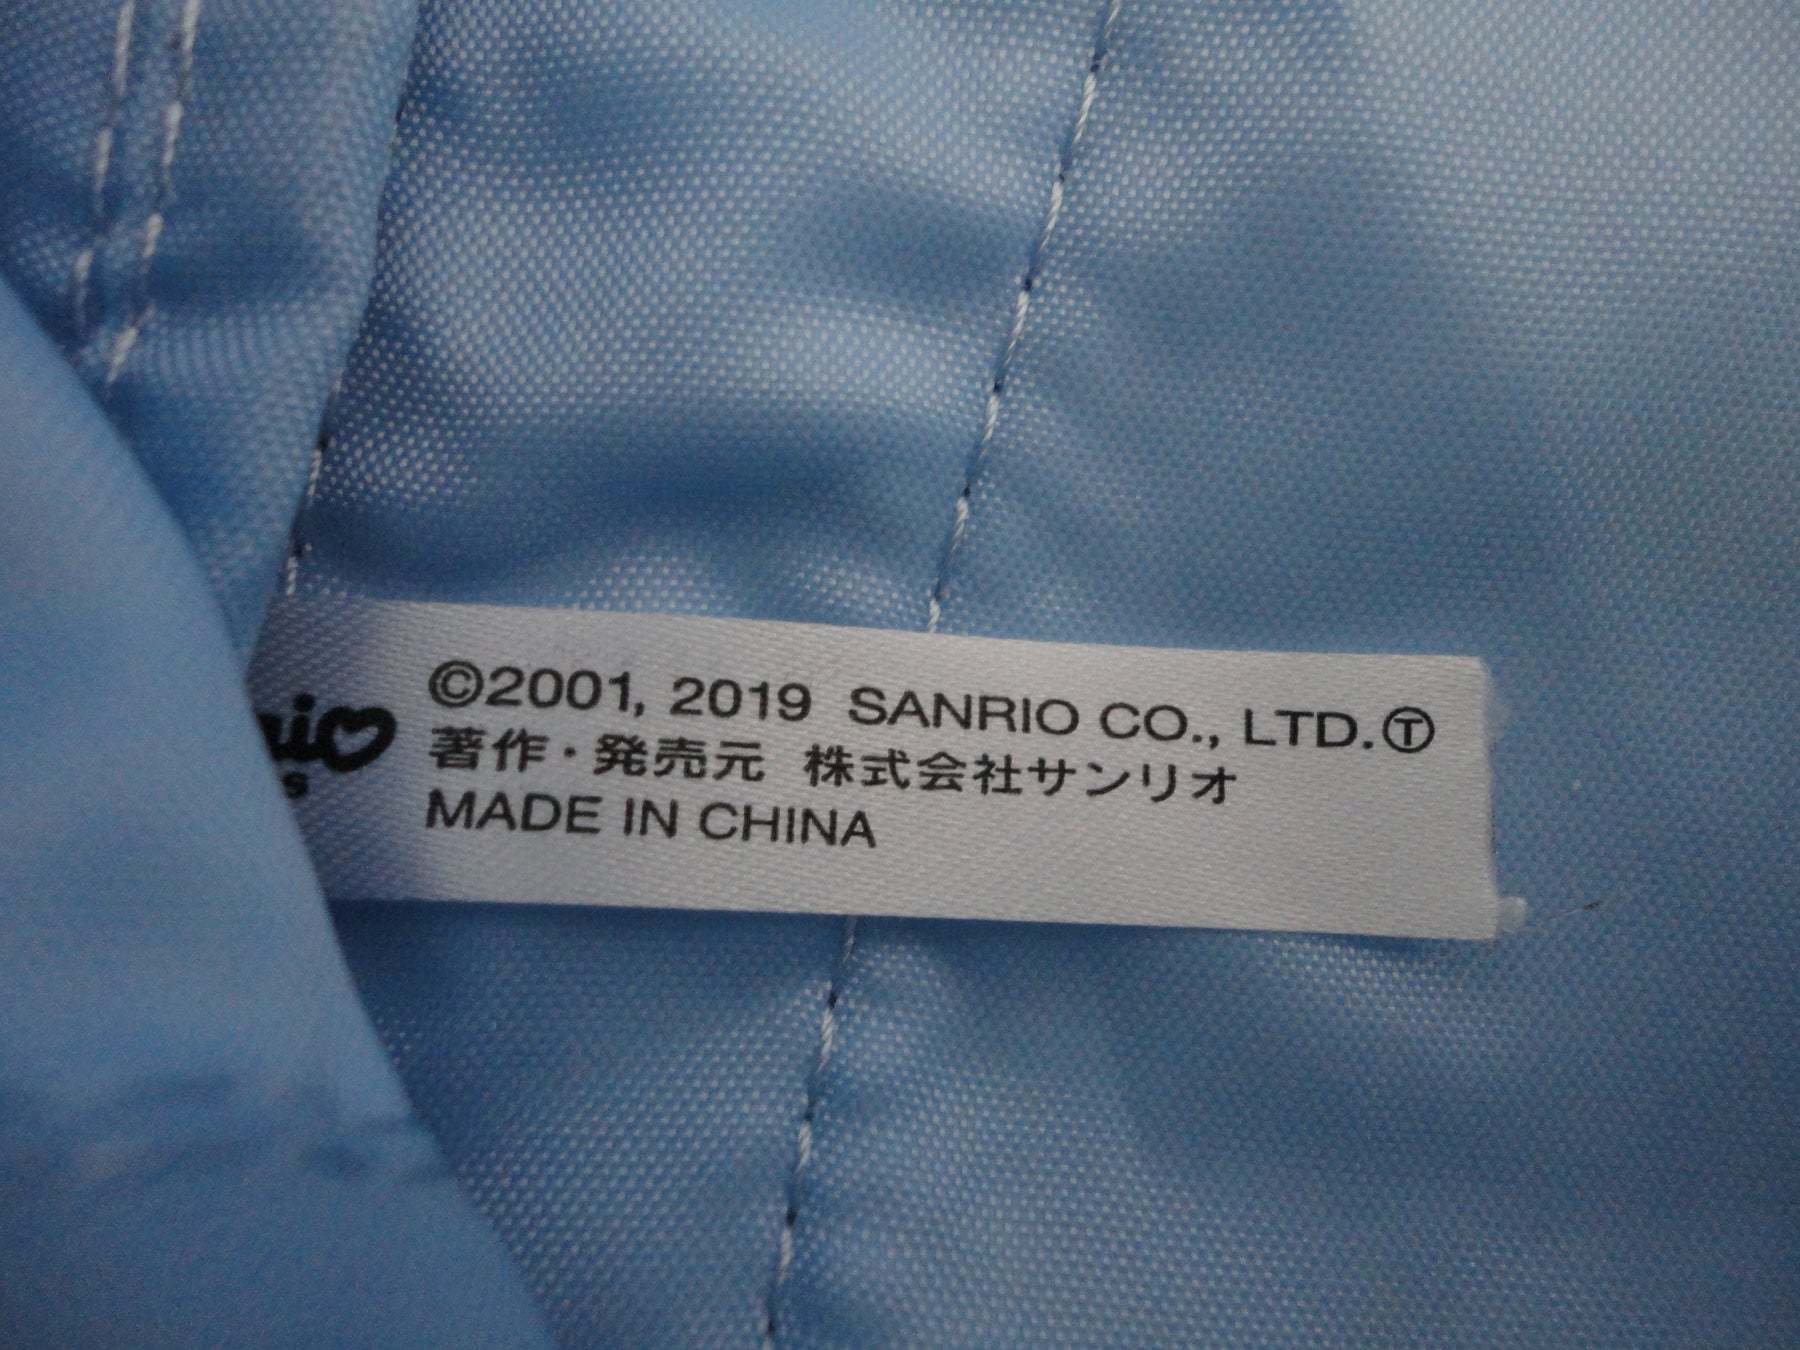 ©2001, 2019 SANRIO CO., LTD.Ⓣ
著作・発売元 株式会社サンリオ
MADE IN CHINA